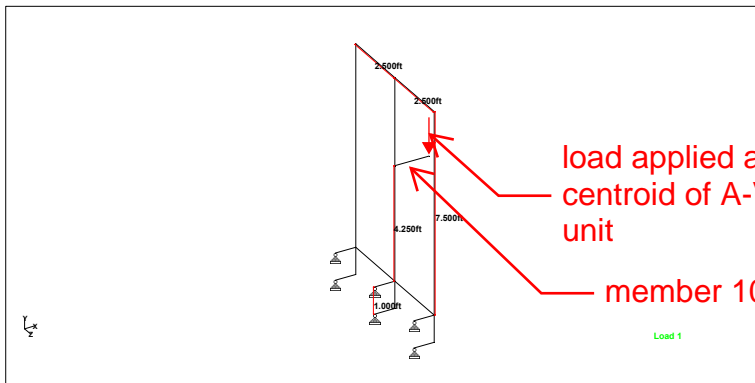 2.500ft
2.500ft
load applied a
centroid of A-
unit
7.500ft
4.250ft
member 10
1.000ft
Y
X
Z
Load 1